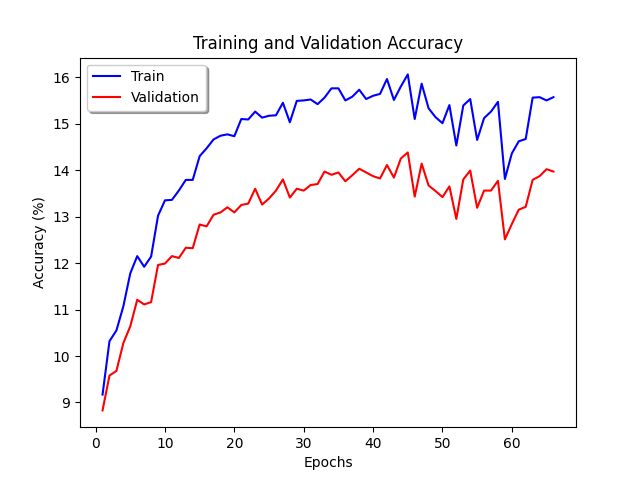 Training and Validation Accuracy
Train
Validation
16
15
14
13
12
11
10
9
Accuracy (%)
0 10 20 30 40 50 60
Epochs